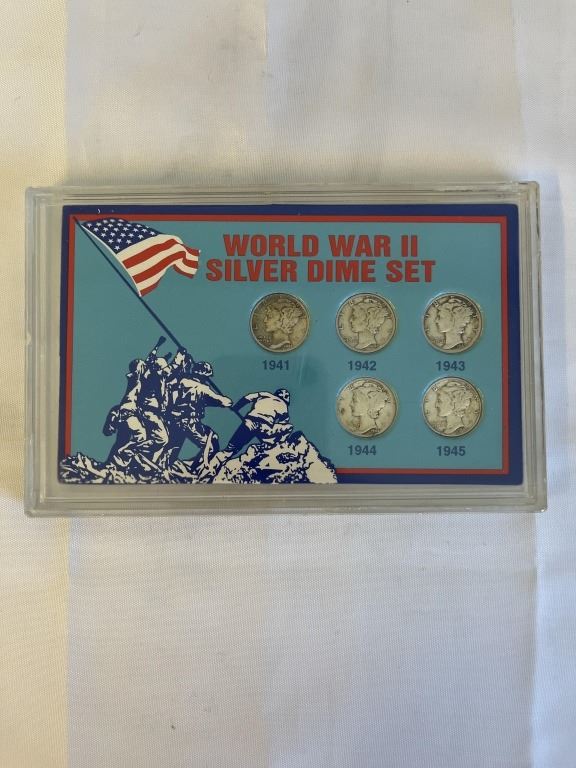 WORLD WAR II
SILVER DIME SET
1941 1942 1943
1944 1945